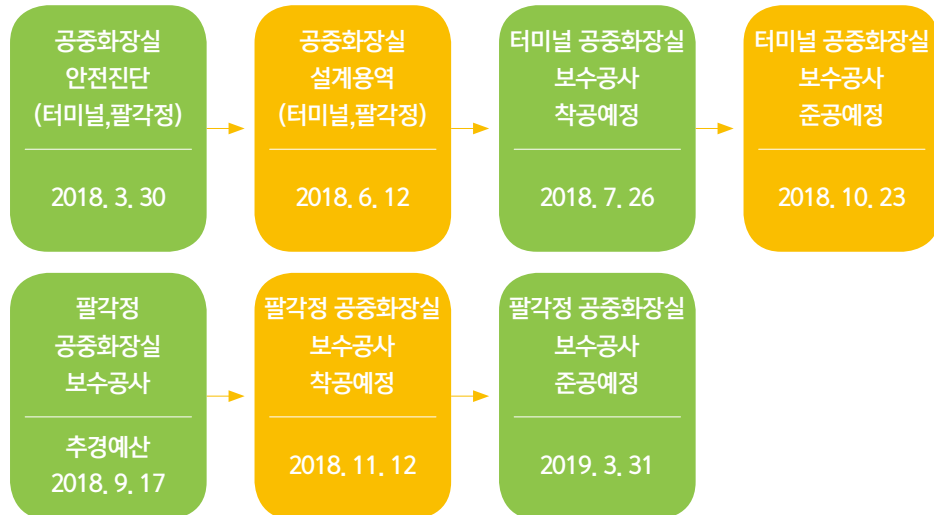 공중화장실
안전진단
(터미널,팔각정)
2018. 3. 30
공중화장실
설계용역
(터미널,팔각정)
2018. 6. 12
터미널 공중화장실
보수공사
착공예정
2018. 7. 26
터미널 공중화장실
보수공사
준공예정
2018. 10. 23
팔각정
공중화장실
보수공사
추경예산
2018. 9. 17
팔각정 공중화장실
보수공사
착공예정
2018. 11. 12
팔각정 공중화장실
보수공사
준공예정
2019. 3. 31